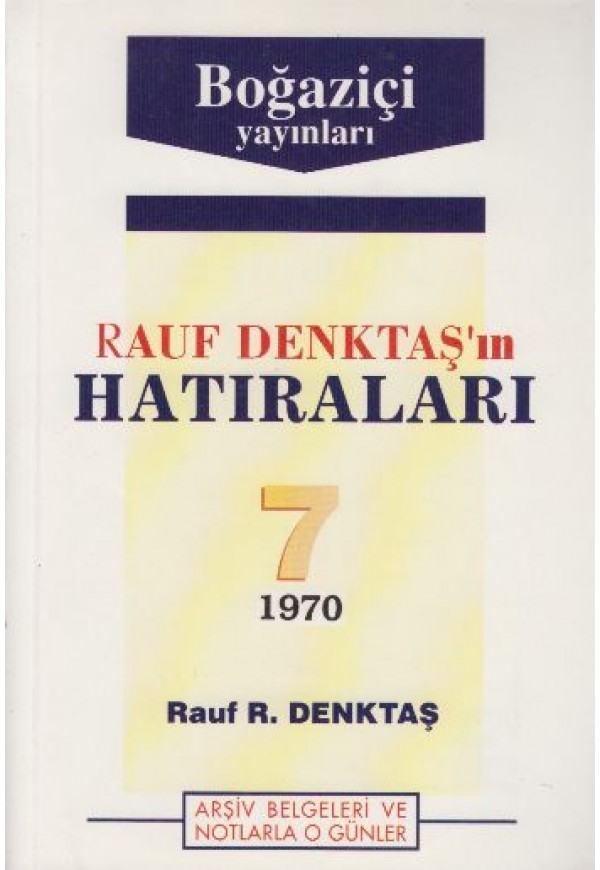 Boğaziçi
yayınları
RAUF DENKTAŞ'ın
HATIRALARI
7
1970
Rauf R. DENKTAŞ
ARŞİV BELGELERİ VE
NOTLARLA O GÜNLER